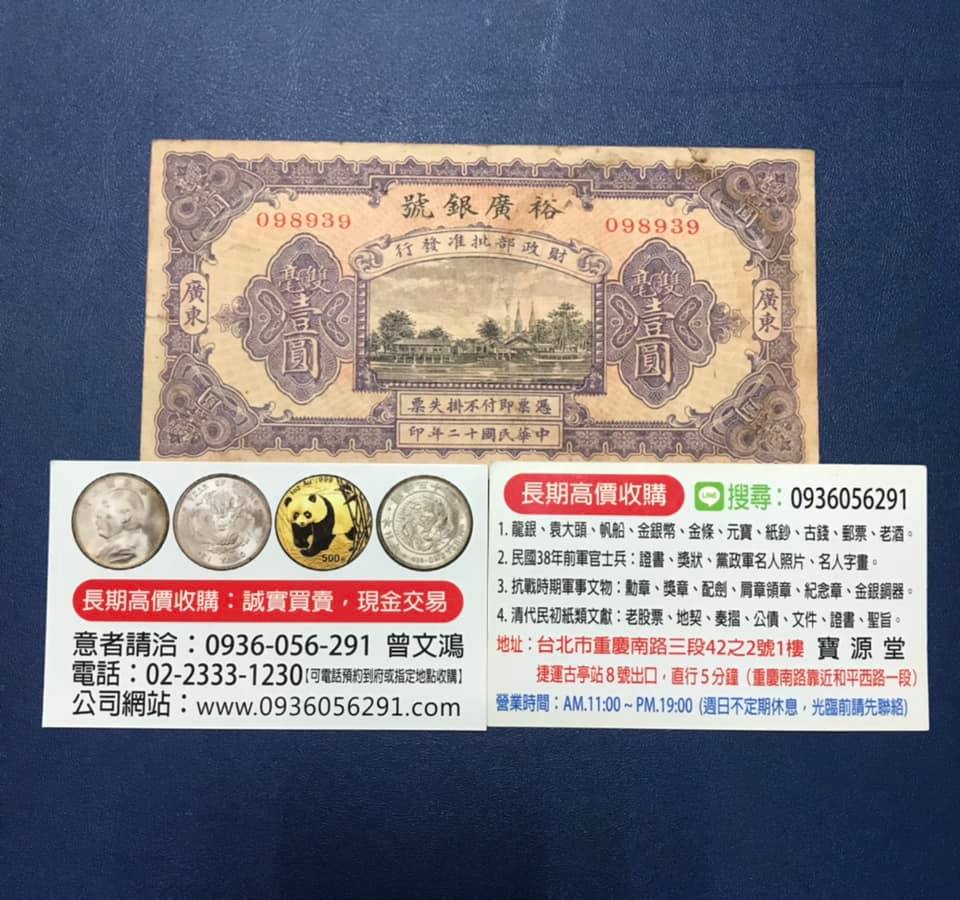 裕廣銀號
098939
098939
財政部批准發行
雙毫
壹圓
雙毫
壹圓
廣東
廣東
圓
圓
憑票即付不掛失票
中華民國十二年印
500元
長期高價收購：誠實買賣，現金交易
意者請洽：0936-056-291 曾文鴻
電話：02-2333-1230【可電話預約到府或指定地點收購】
公司網站：www.0936056291.com
長期高價收購 LINE 搜尋：0936056291
1. 龍銀、袁大頭、帆船、金銀幣、金條、元寶、紙鈔、古錢、郵票、老酒。
2. 民國38年前軍官士兵：證書、獎狀、黨政軍名人照片、名人字畫。
3. 抗戰時期軍事文物：勳章、獎章、配劍、肩章領章、紀念章、金銀銅器。
4. 清代民初紙類文獻：老股票、地契、奏摺、公債、文件、證書、聖旨。
地址：台北市重慶南路三段42之2號1樓 寶源堂
捷運古亭站8號出口，直行5分鐘（重慶南路靠近和平西路一段）
營業時間：AM.11:00 ~ PM.19:00 (週日不定期休息，光臨前請先聯絡)